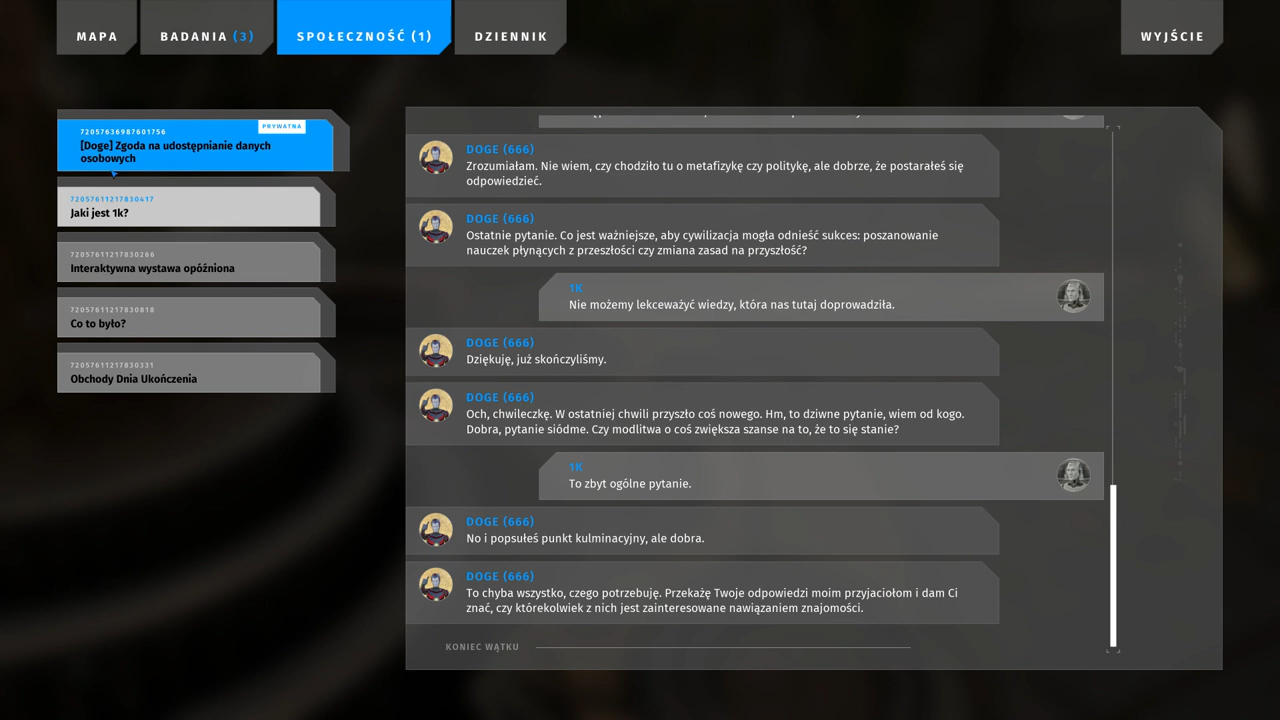 MAPA
BADANIA (3)
SPOŁECZNOŚĆ (1)
DZIENNIK
WYJŚCIE
72057636987601756
PRYWATNA
[Doge] Zgoda na udostępnianie danych
osobowych
72057611217830417
Jaki jest 1k?
72057611217830266
Interaktywna wystawa opóźniona
72057611217830818
Co to było?
72057611217830331
Obchody Dnia Ukończenia
DOGE (666)
Zrozumiałam. Nie wiem, czy chodziło tu o metafizykę czy politykę, ale dobrze, że postarałeś się
odpowiedzieć.
DOGE (666)
Ostatnie pytanie. Co jest ważniejsze, aby cywilizacja mogła odnieść sukces: poszanowanie
nauczek płynących z przeszłości czy zmiana zasad na przyszłość?
1K
Nie możemy lekceważyć wiedzy, która nas tutaj doprowadziła.
DOGE (666)
Dziękuję, już skończyliśmy.
DOGE (666)
Och, chwileczkę. W ostatniej chwili przyszło coś nowego. Hm, to dziwne pytanie, wiem od kogo.
Dobra, pytanie siódme. Czy modlitwa o coś zwiększa szanse na to, że to się stanie?
1K
To zbyt ogólne pytanie.
DOGE (666)
No i popsułeś punkt kulminacyjny, ale dobra.
DOGE (666)
To chyba wszystko, czego potrzebuję. Przekażę Twoje odpowiedzi moim przyjaciołom i dam Ci
znać, czy którekolwiek z nich jest zainteresowane nawiązaniem znajomości.
KONIEC WĄTKU